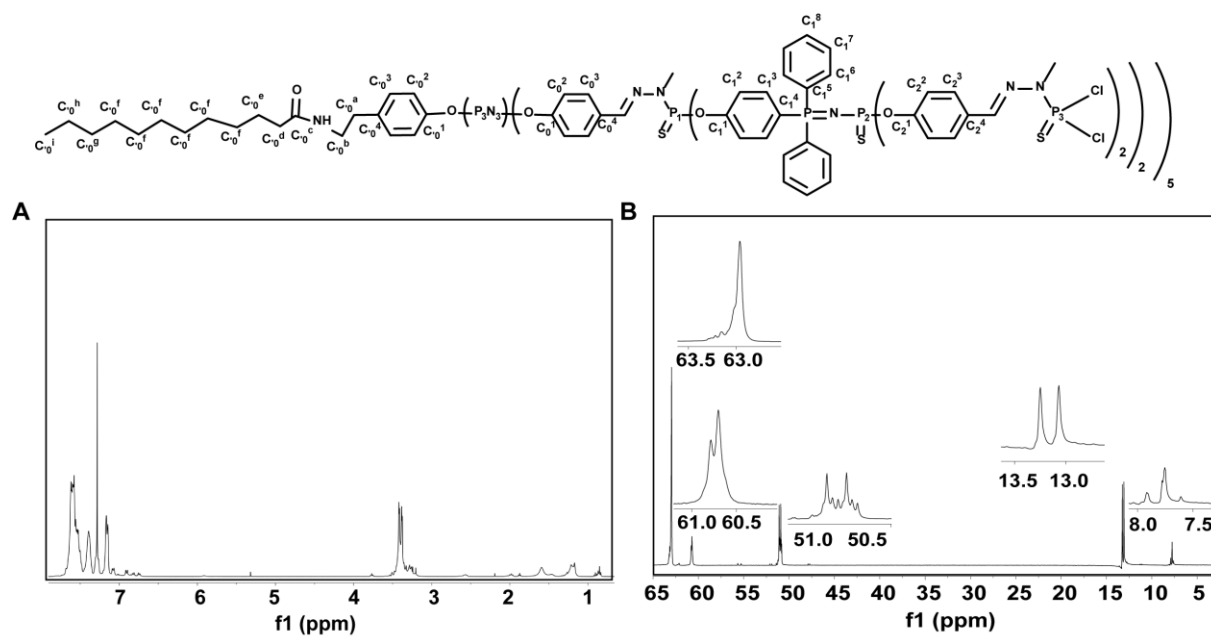 C₁⁸
C₁⁷
C'₀³ C'₀² C₀² C₀³ C₁² C₁³ C₁⁶ C₂² C₂³
C'₀ʰ C'₀ᶠ C'₀ᶠ C'₀ᶠ C'₀ᵉ O C'₀ᵃ C₁⁴ C₁⁵ N N Cl
O P₃N₃ O N N P₁ O P N P₂ O P₃
NH
C'₀ⁱ C'₀ᵍ C'₀ᶠ C'₀ᶠ C'₀ᶠ C'₀ᵈ C'₀ᶜ C'₀ᵇ C'₀⁴ C'₀¹ C₀¹ C₀⁴ S C₁¹ S C₂¹ C₂⁴ S Cl
2 2 5
A
7 6 5 4 3 2 1
f1 (ppm)
B
63.5 63.0
61.0 60.5
51.0 50.5
13.5 13.0
8.0 7.5
65 60 55 50 45 40 35 30 25 20 15 10 5
f1 (ppm)